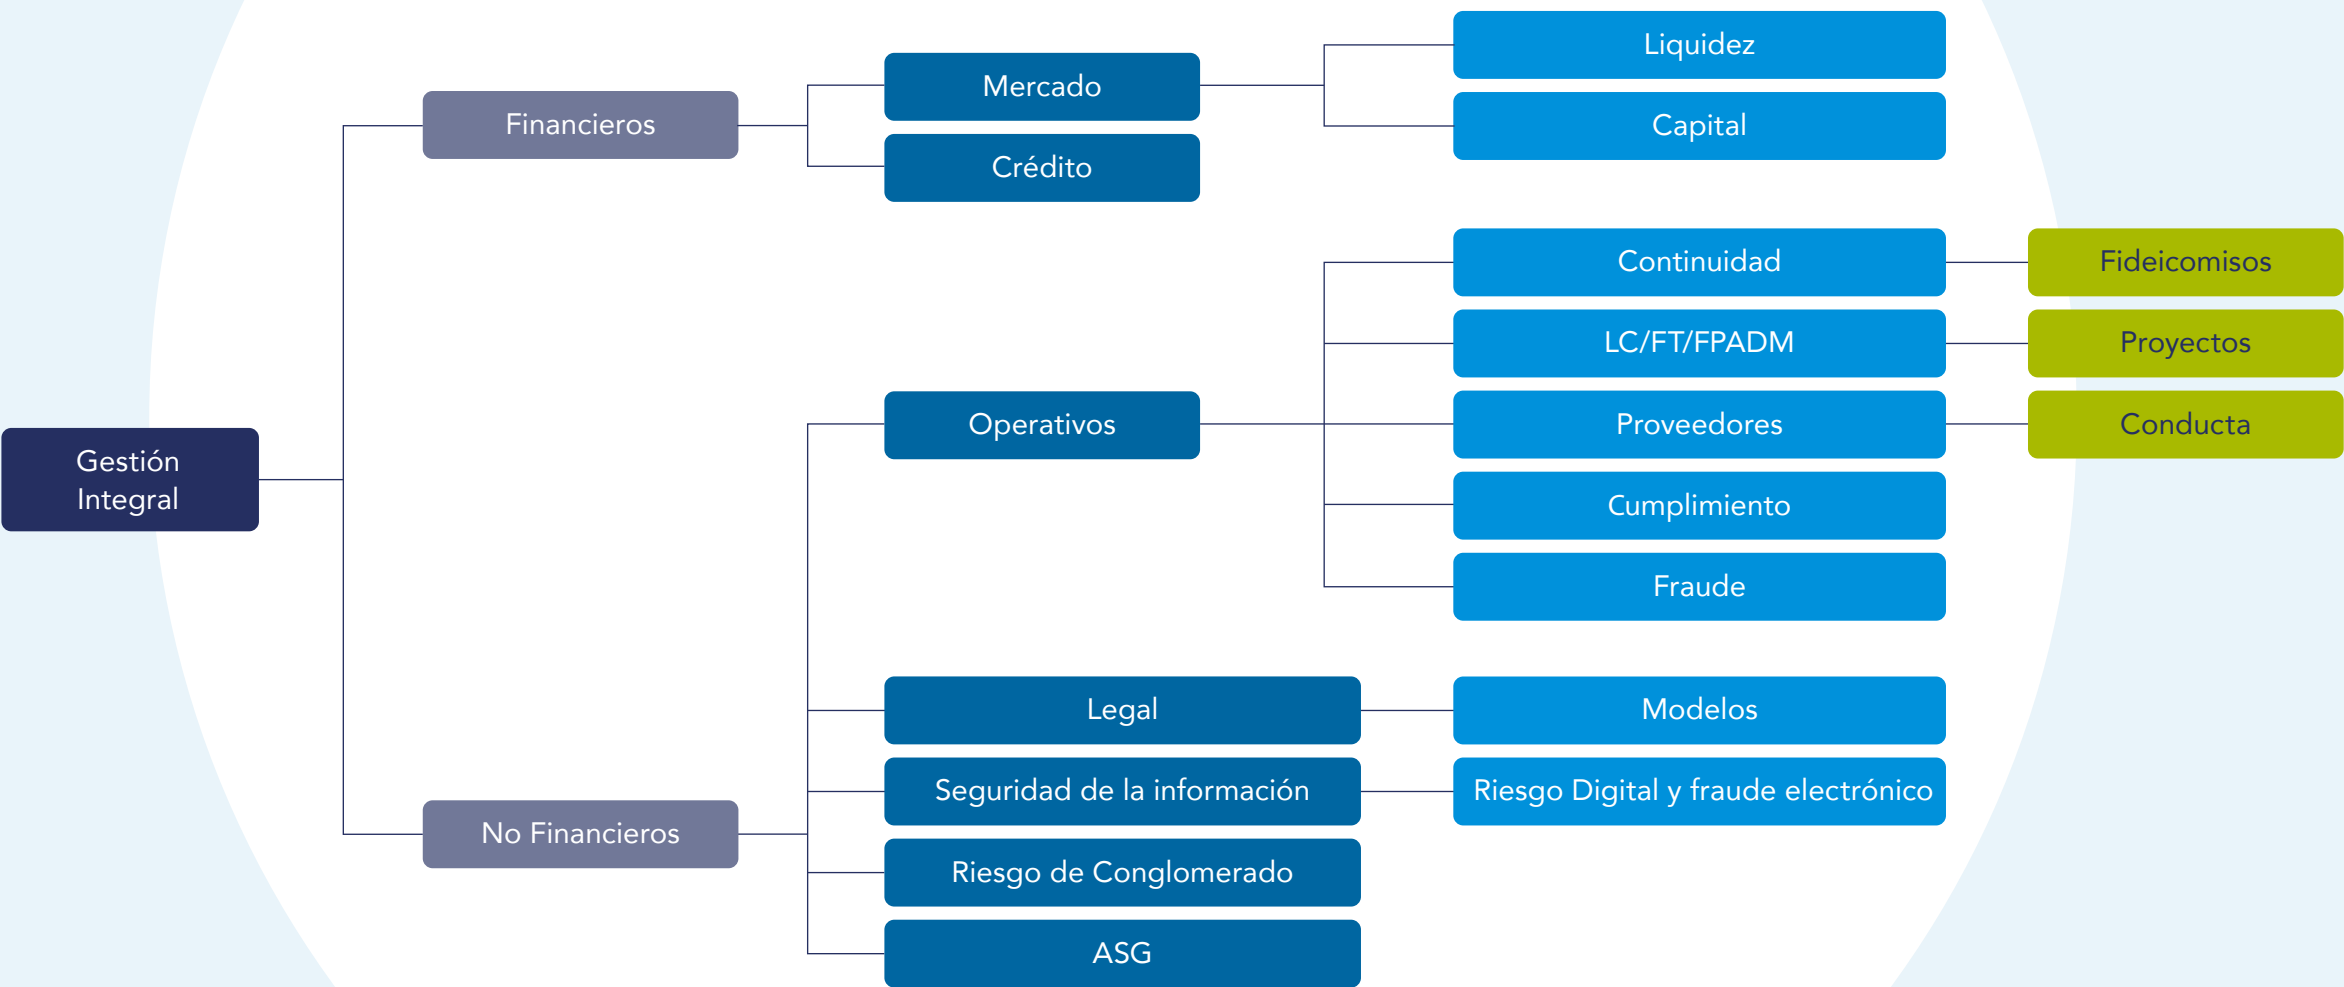 Gestión
Integral
Financieros
Mercado
Crédito
Liquidez
Capital
No Financieros
Operativos
Continuidad
Fideicomisos
LC/FT/FPADM
Proyectos
Proveedores
Conducta
Cumplimiento
Fraude
Legal
Modelos
Seguridad de la información
Riesgo Digital y fraude electrónico
Riesgo de Conglomerado
ASG